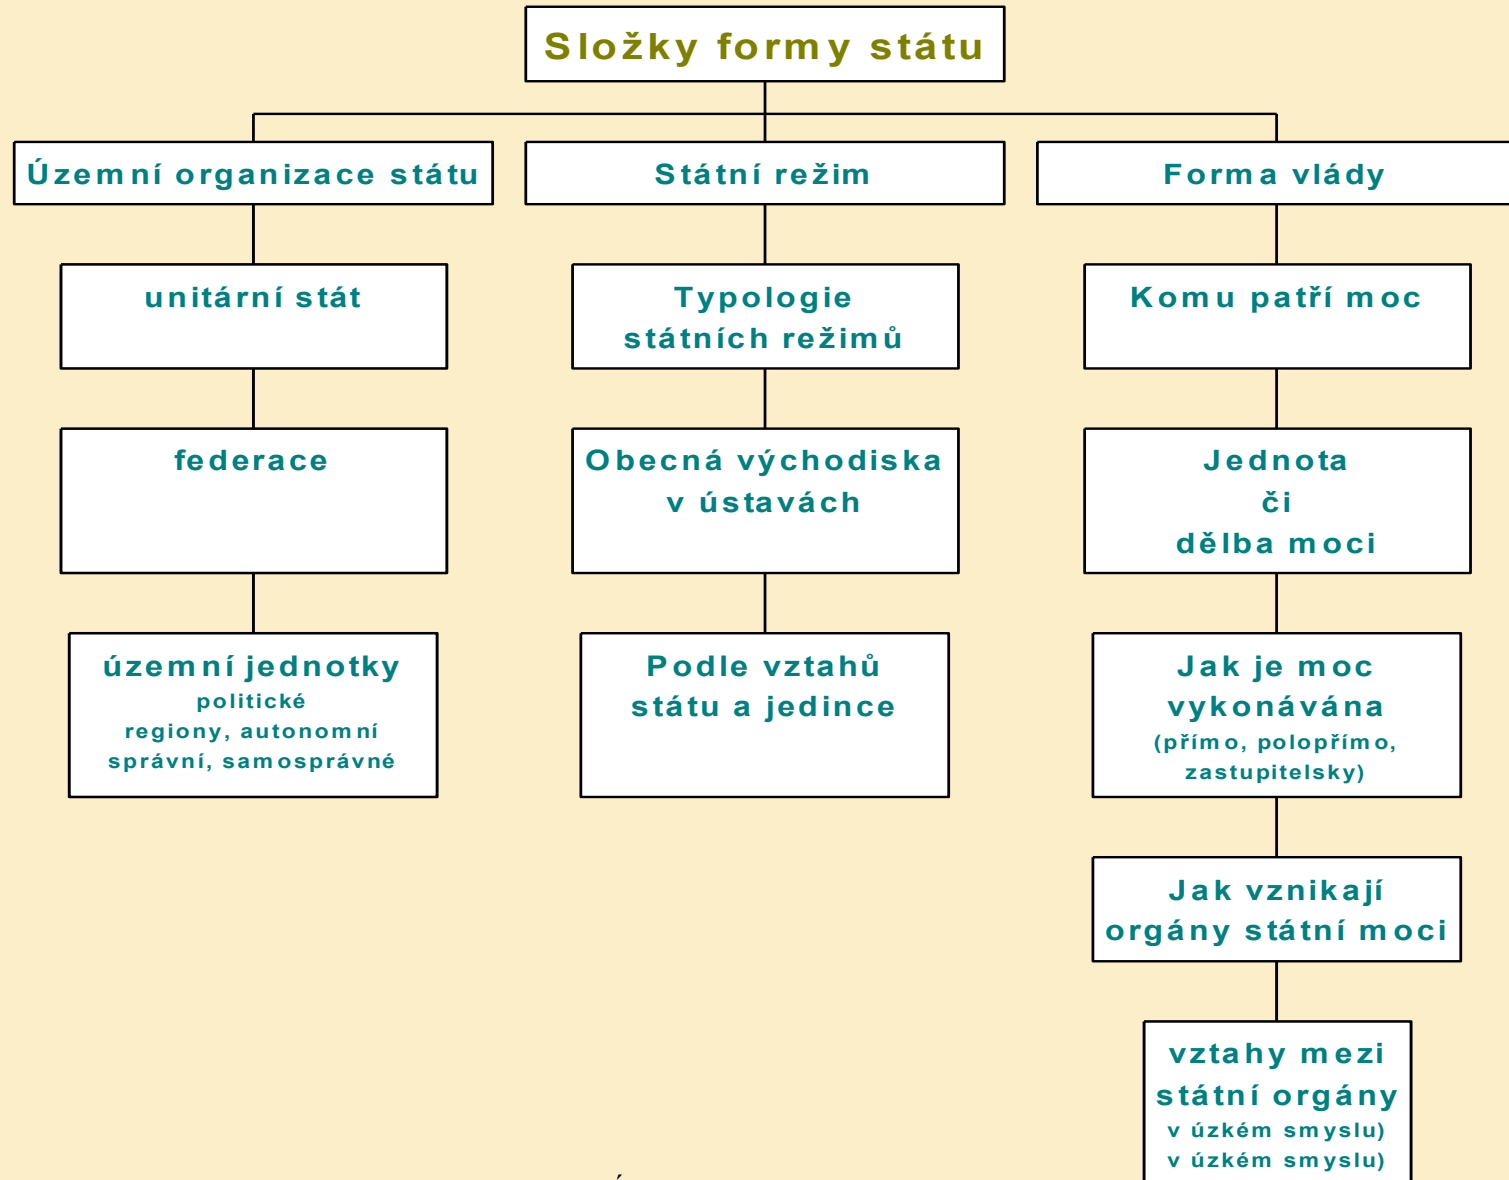 Složky formy státu
Územní organizace státu
Státní režim
Forma vlády
unitární stát
Typologie
státních režimů
Komu patří moc
federace
Obecná východiska
v ústavách
Jednota
či
dělba moci
územní jednotky
politické
regiony, autonomní
správní, samosprávné
Podle vztahů
státu a jedince
Jak je moc
vykonávána
(přímo, polopřímo,
zastupitelsky)
Jak vznikají
orgány státní moci
vztahy mezi
státní orgány
v úzkém smyslu)
v úzkém smyslu)